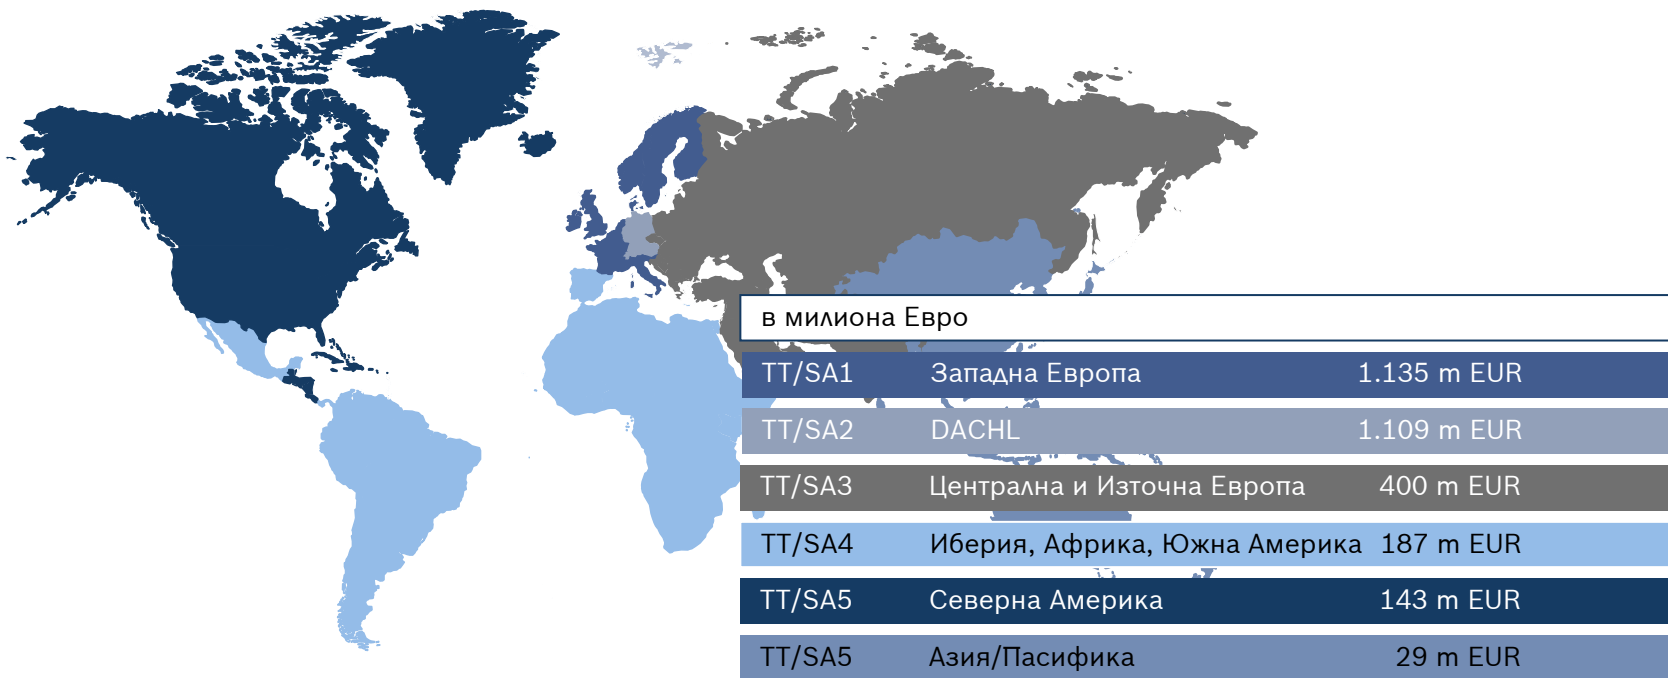 в милиона Евро
TT/SA1 Западна Европа 1.135 m EUR
TT/SA2 DACHL 1.109 m EUR
TT/SA3 Централна и Източна Европа 400 m EUR
TT/SA4 Иберия, Африка, Южна Америка 187 m EUR
TT/SA5 Северна Америка 143 m EUR
TT/SA5 Азия/Пасифика 29 m EUR